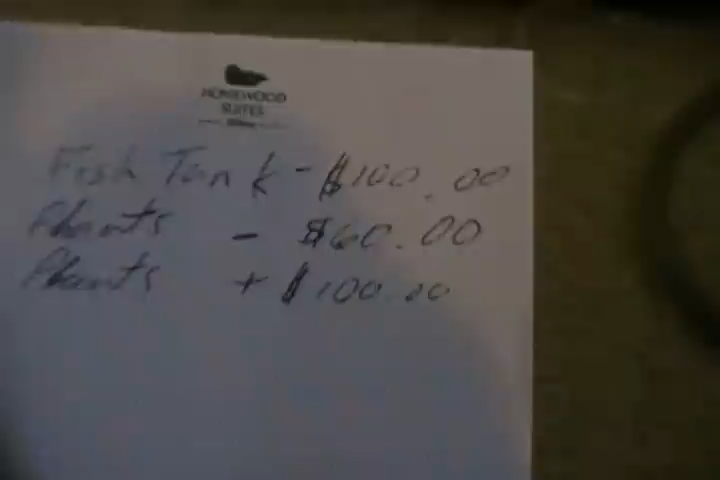 HOMEWOOD
SUITES
Fish Tank - $100.00
Plants - $60.00
Plants + $100.00